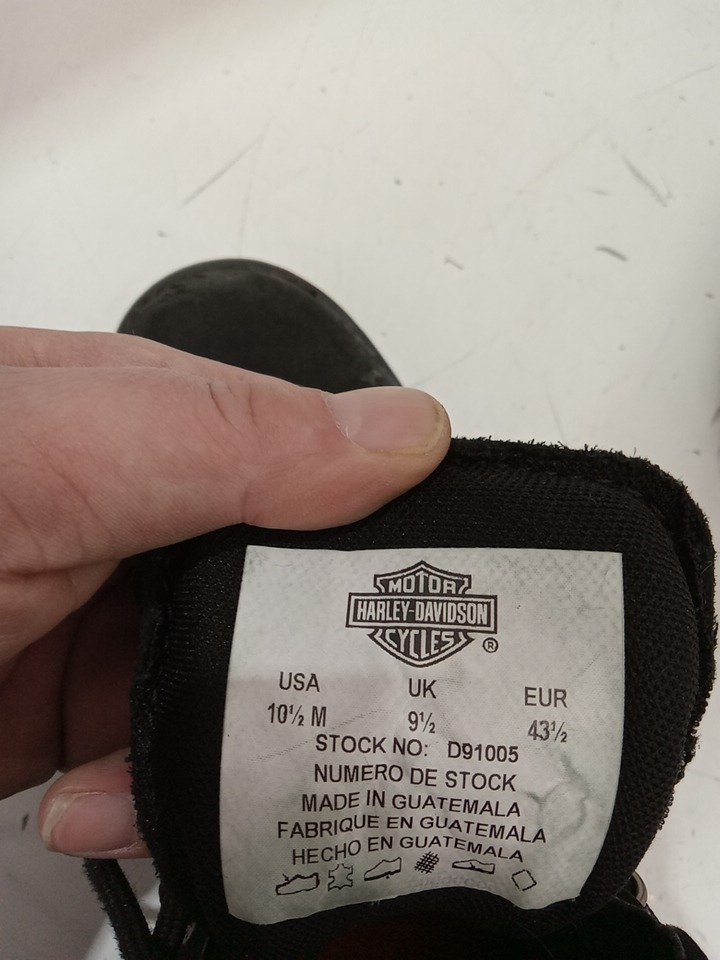 MOTOR
HARLEY-DAVIDSON
CYCLES
®
USA UK EUR
10½ M 9½ 43½
STOCK NO: D91005
NUMERO DE STOCK
MADE IN GUATEMALA
FABRIQUE EN GUATEMALA
HECHO EN GUATEMALA